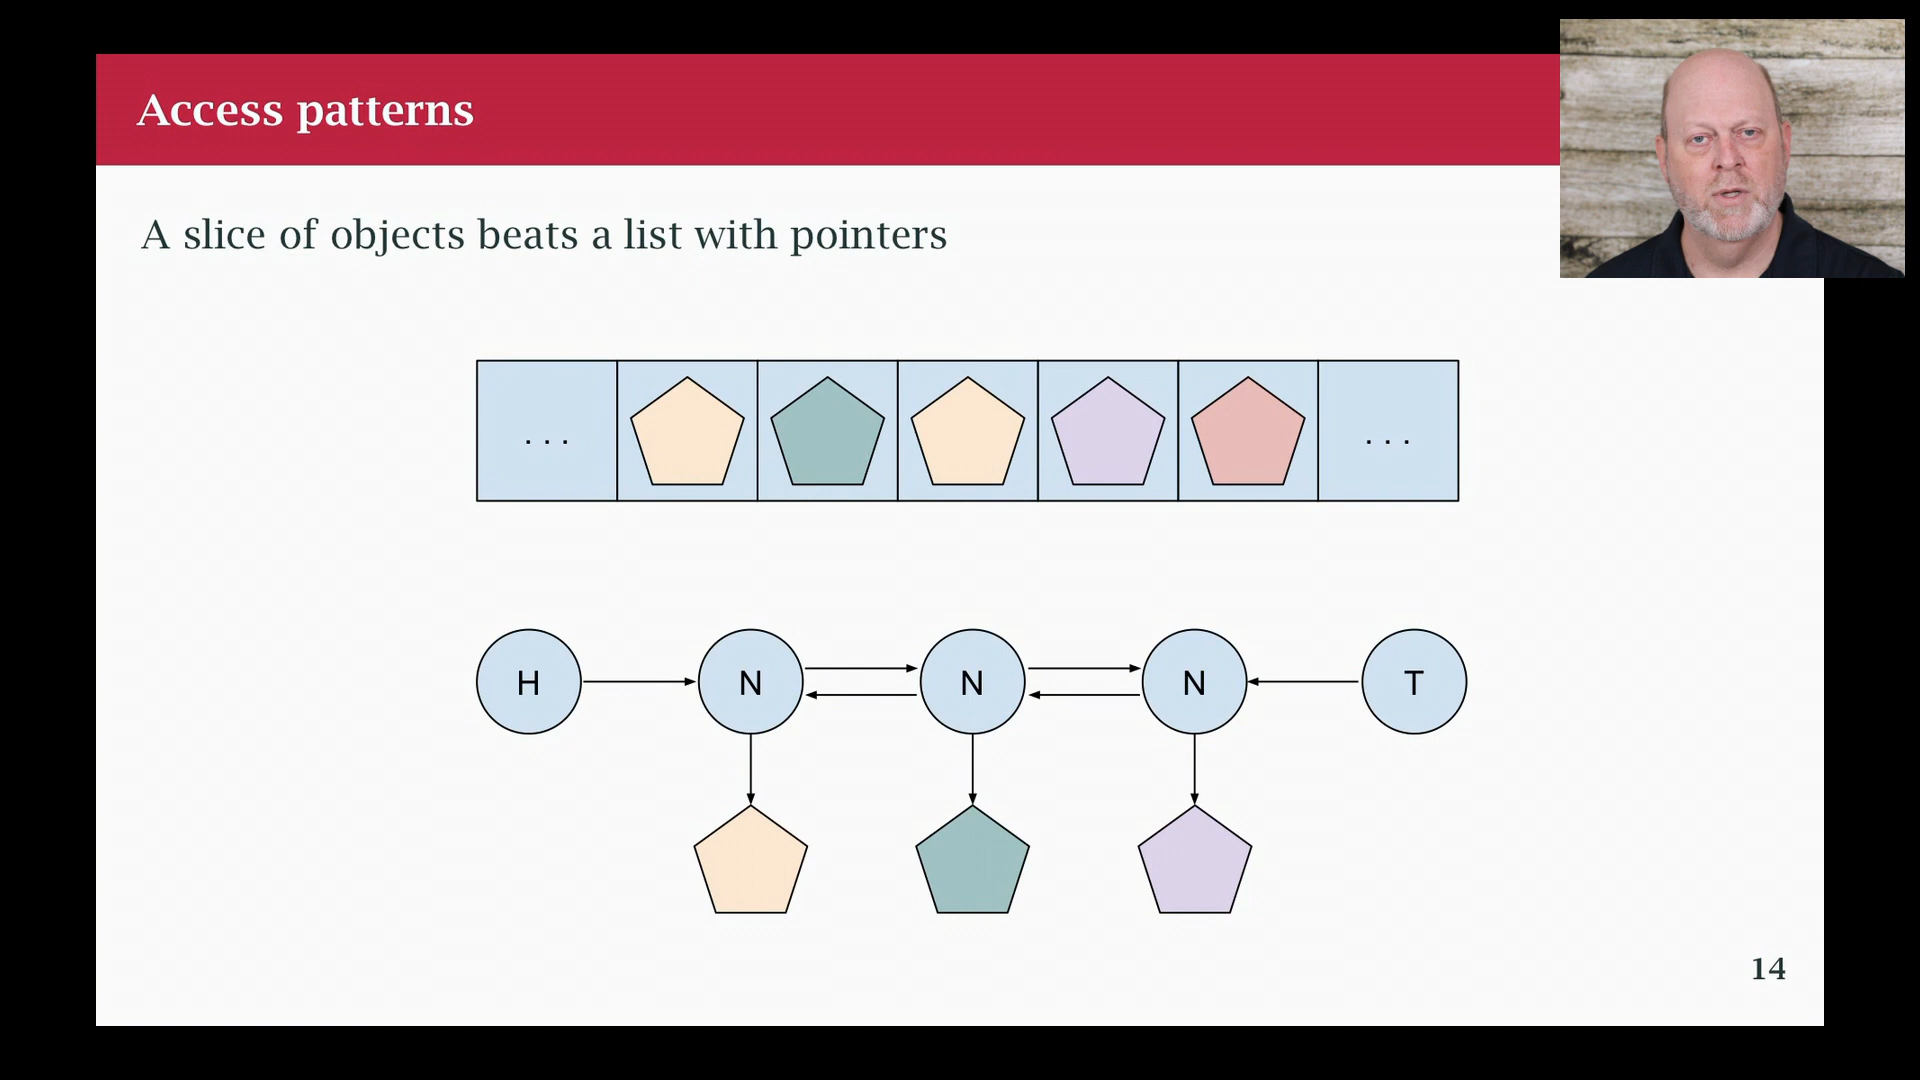 Access patterns
A slice of objects beats a list with pointers
. . . . . .
H N N N T
14